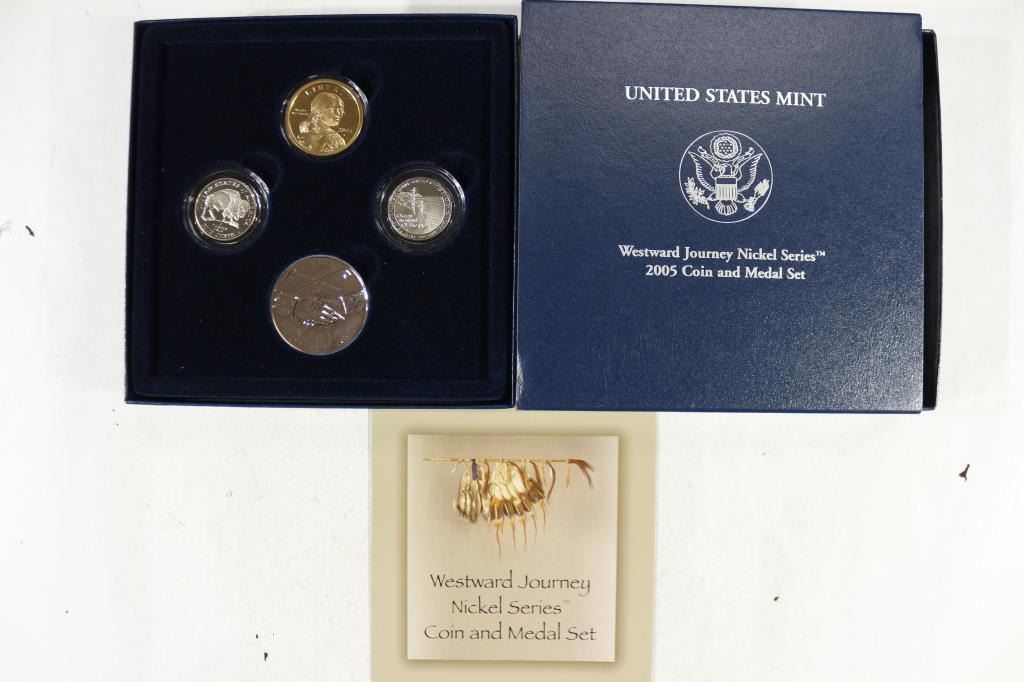 LIBERTY
UNITED STATES MINT
Westward Journey Nickel Series™
2005 Coin and Medal Set
Westward Journey
Nickel Series™
Coin and Medal Set